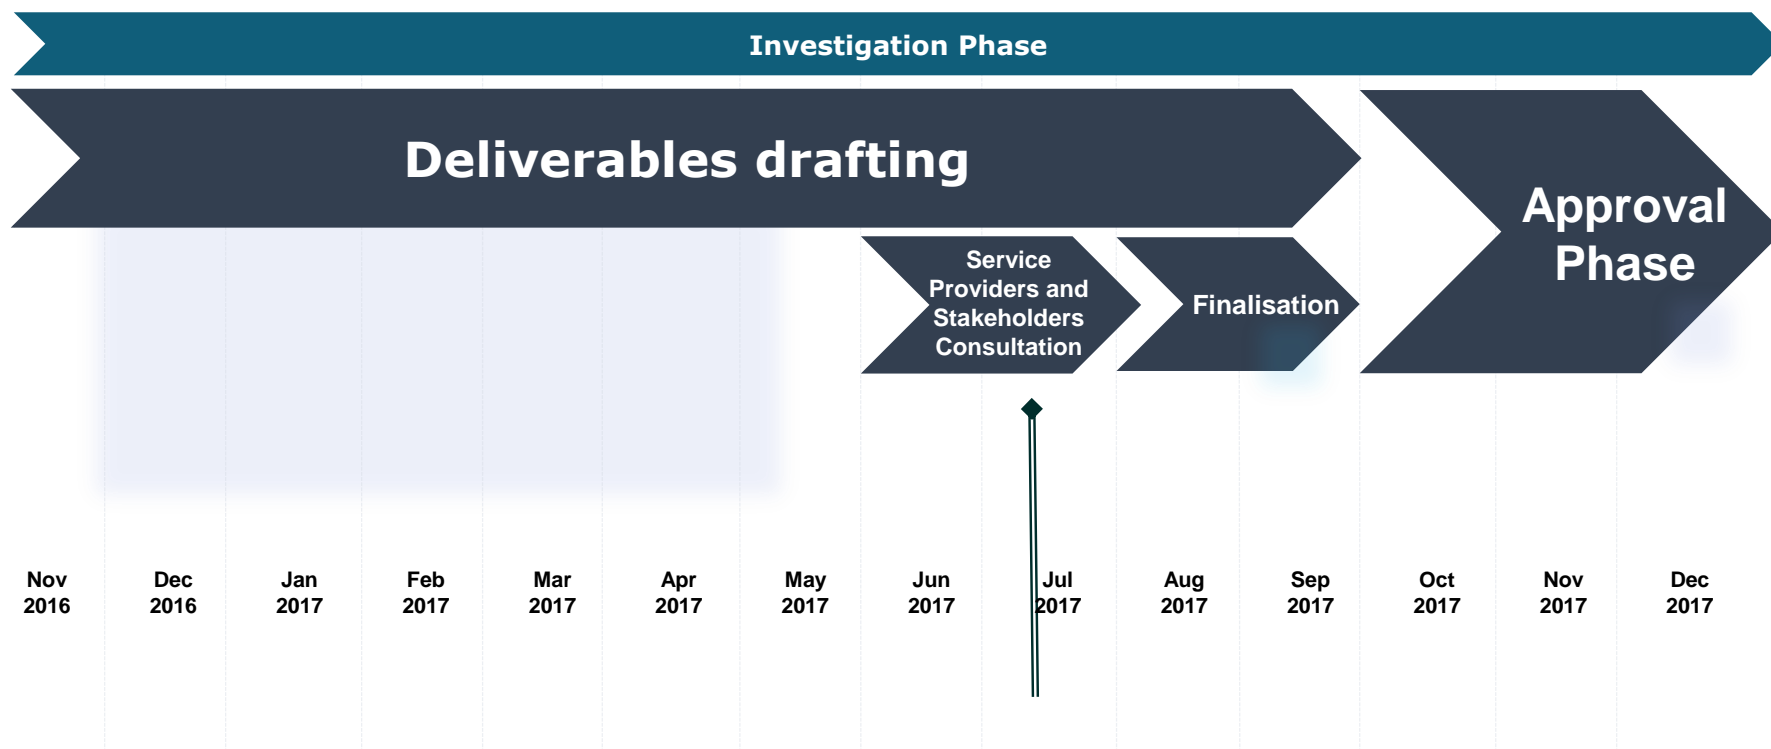 Investigation Phase
Deliverables drafting
Approval
Phase
Service
Providers and
Stakeholders
Consultation
Finalisation
Nov Dec Jan Feb Mar Apr May Jun Jul Aug Sep Oct Nov Dec
2016 2016 2017 2017 2017 2017 2017 2017 2017 2017 2017 2017 2017 2017